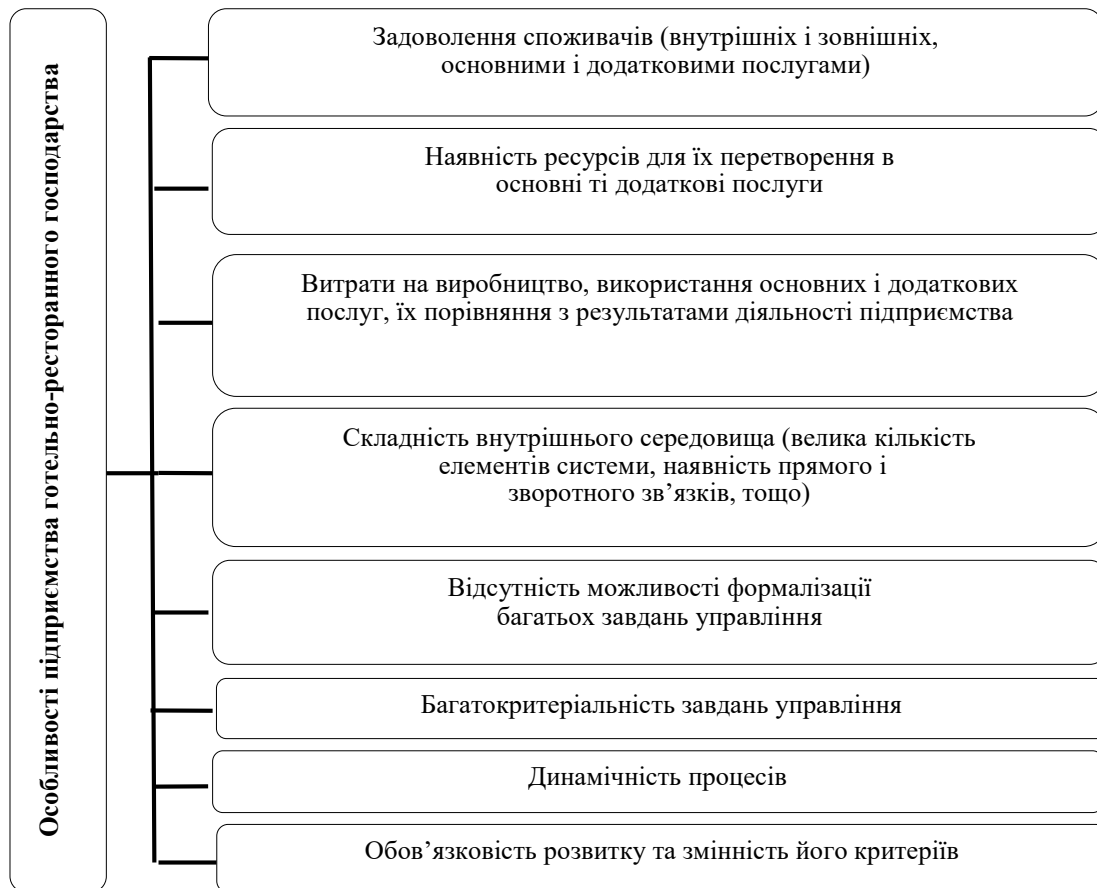 Особливості підприємства готельно-ресторанного господарства
Задоволення споживачів (внутрішніх і зовнішніх,
основними і додатковими послугами)
Наявність ресурсів для їх перетворення в
основні ті додаткові послуги
Витрати на виробництво, використання основних і додаткових
послуг, їх порівняння з результатами діяльності підприємства
Складність внутрішнього середовища (велика кількість
елементів системи, наявність прямого і
зворотного зв’язків, тощо)
Відсутність можливості формалізації
багатьох завдань управління
Багатокритеріальність завдань управління
Динамічність процесів
Обов’язковість розвитку та змінність його критеріїв